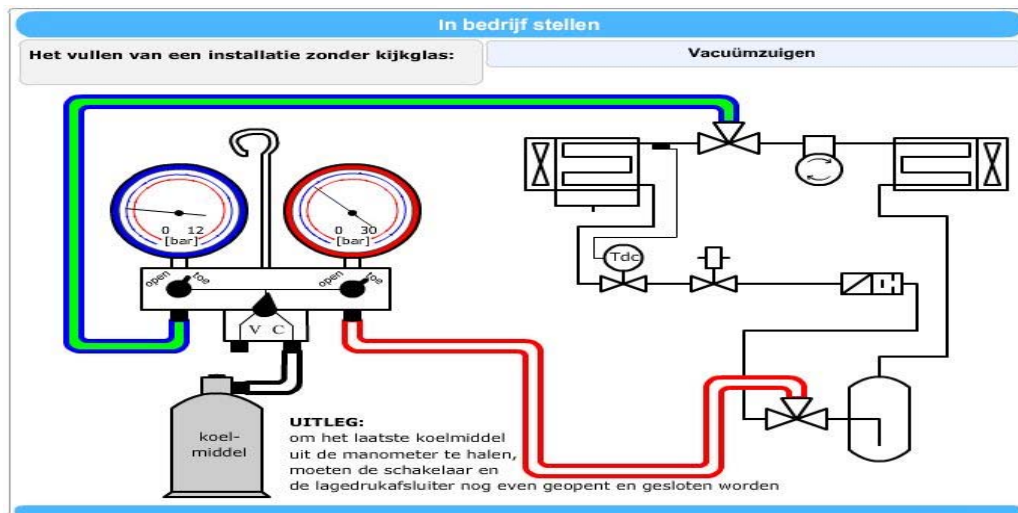 In bedrijf stellen
Het vullen van een installatie zonder kijkglas:
Vacuümzuigen
0 12
[bar]
0 30
[bar]
open
toe
open
toe
V C
Tdc
koel-
middel
UITLEG:
om het laatste koelmiddel
uit de manometer te halen,
moeten de schakelaar en
de lagedrukafsluiter nog even geopent en gesloten worden